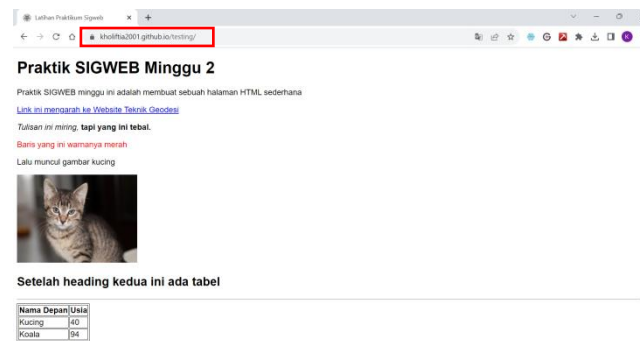 Latihan Praktikum Sigweb
kholiftia2001.github.io/testing/
Praktik SIGWEB Minggu 2
Praktik SIGWEB minggu ini adalah membuat sebuah halaman HTML sederhana
Link ini mengarah ke Website Teknik Geodesi
Tulisan ini miring, tapi yang ini tebal.
Baris yang ini warnanya merah
Lalu muncul gambar kucing
Setelah heading kedua ini ada tabel
Nama Depan Usia
Kucing 40
Koala 94